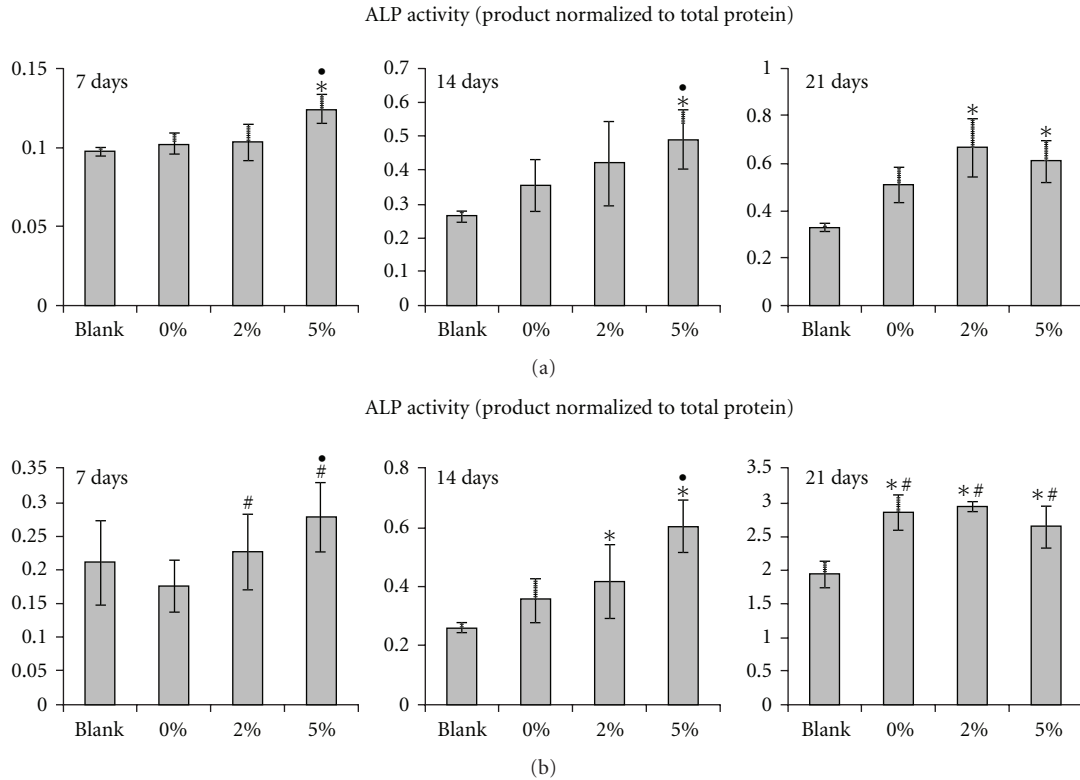 ALP activity (product normalized to total protein)
7 days
0.15
0.1
0.05
0
Blank 0% 2% 5%
•
*
14 days
0.7
0.6
0.5
0.4
0.3
0.2
0.1
0
Blank 0% 2% 5%
•
*
21 days
1
0.8
0.6
0.4
0.2
0
Blank 0% 2% 5%
* *
(a)
ALP activity (product normalized to total protein)
7 days
0.35
0.3
0.25
0.2
0.15
0.1
0.05
0
Blank 0% 2% 5%
•
# #
14 days
0.8
0.6
0.4
0.2
0
Blank 0% 2% 5%
•
* *
21 days
3.5
3
2.5
2
1.5
1
0.5
0
Blank 0% 2% 5%
*# *# *#
(b)